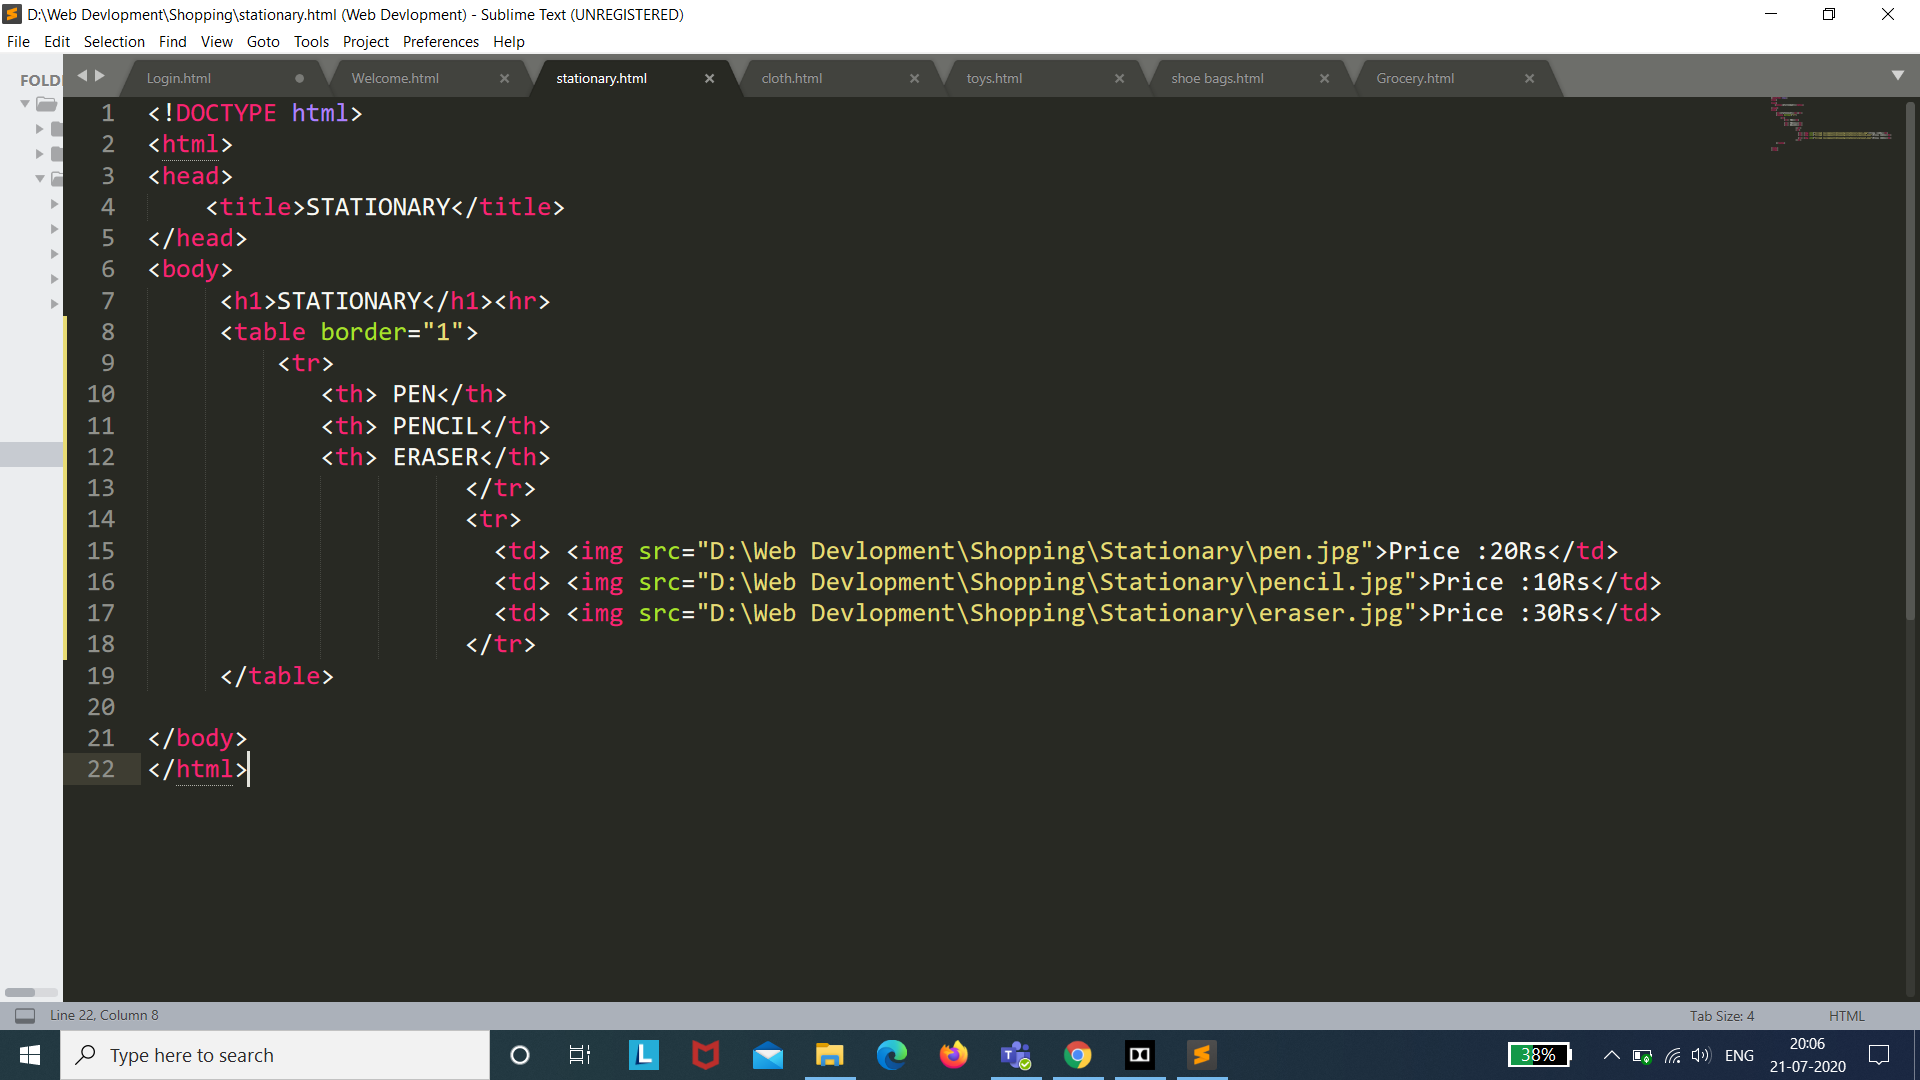 D:\Web Devlopment\Shopping\stationary.html (Web Devlopment) - Sublime Text (UNREGISTERED)
File Edit Selection Find View Goto Tools Project Preferences Help
FOLD
Login.html Welcome.html stationary.html cloth.html toys.html shoe bags.html Grocery.html
1 <!DOCTYPE html>
2 <html>
3 <head>
4 <title>STATIONARY</title>
5 </head>
6 <body>
7 <h1>STATIONARY</h1><hr>
8 <table border="1">
9 <tr>
10 <th> PEN</th>
11 <th> PENCIL</th>
12 <th> ERASER</th>
13 </tr>
14 <tr>
15 <td> <img src="D:\Web Devlopment\Shopping\Stationary\pen.jpg">Price :20Rs</td>
16 <td> <img src="D:\Web Devlopment\Shopping\Stationary\pencil.jpg">Price :10Rs</td>
17 <td> <img src="D:\Web Devlopment\Shopping\Stationary\eraser.jpg">Price :30Rs</td>
18 </tr>
19 </table>
20
21 </body>
22 </html>
Line 22, Column 8 Tab Size: 4 HTML
Type here to search 38% ENG 20:06
21-07-2020